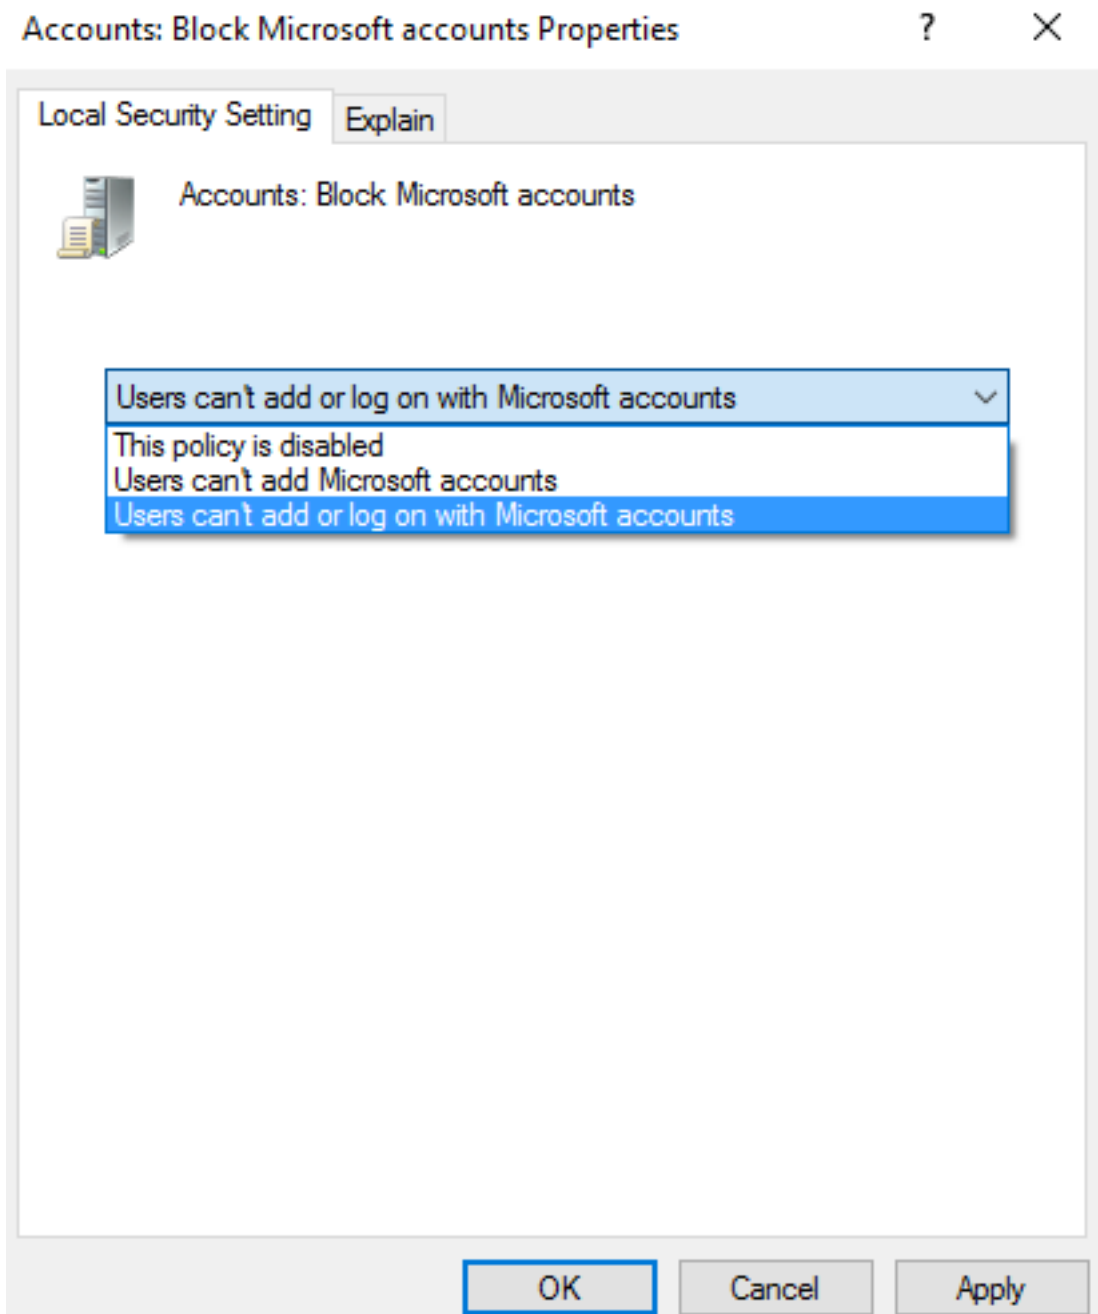 Accounts: Block Microsoft accounts Properties ? ×
Local Security Setting Explain
Accounts: Block Microsoft accounts
Users can't add or log on with Microsoft accounts
This policy is disabled
Users can't add Microsoft accounts
Users can't add or log on with Microsoft accounts
OK Cancel Apply